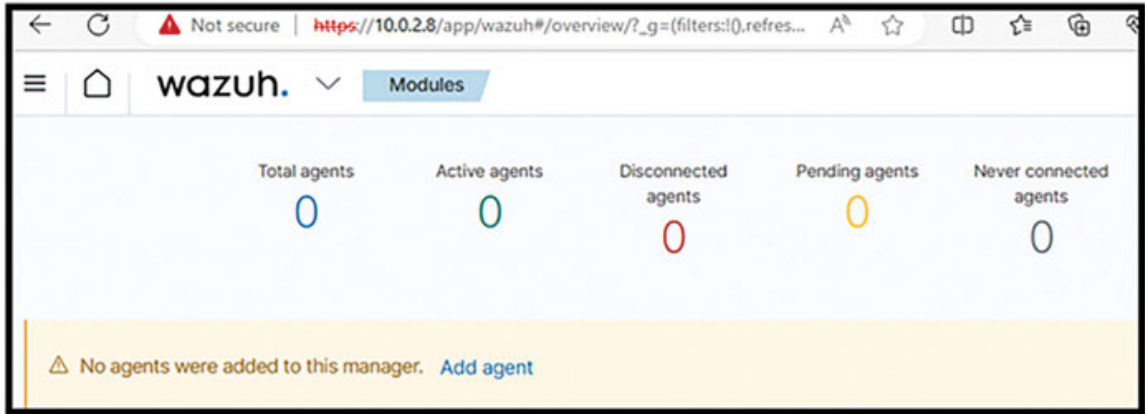 Not secure | https://10.0.2.8/app/wazuh#/overview/?_g=(filters:!(),refres...
wazuh. Modules
Total agents Active agents Disconnected agents Pending agents Never connected agents
0 0 0 0 0
No agents were added to this manager. Add agent